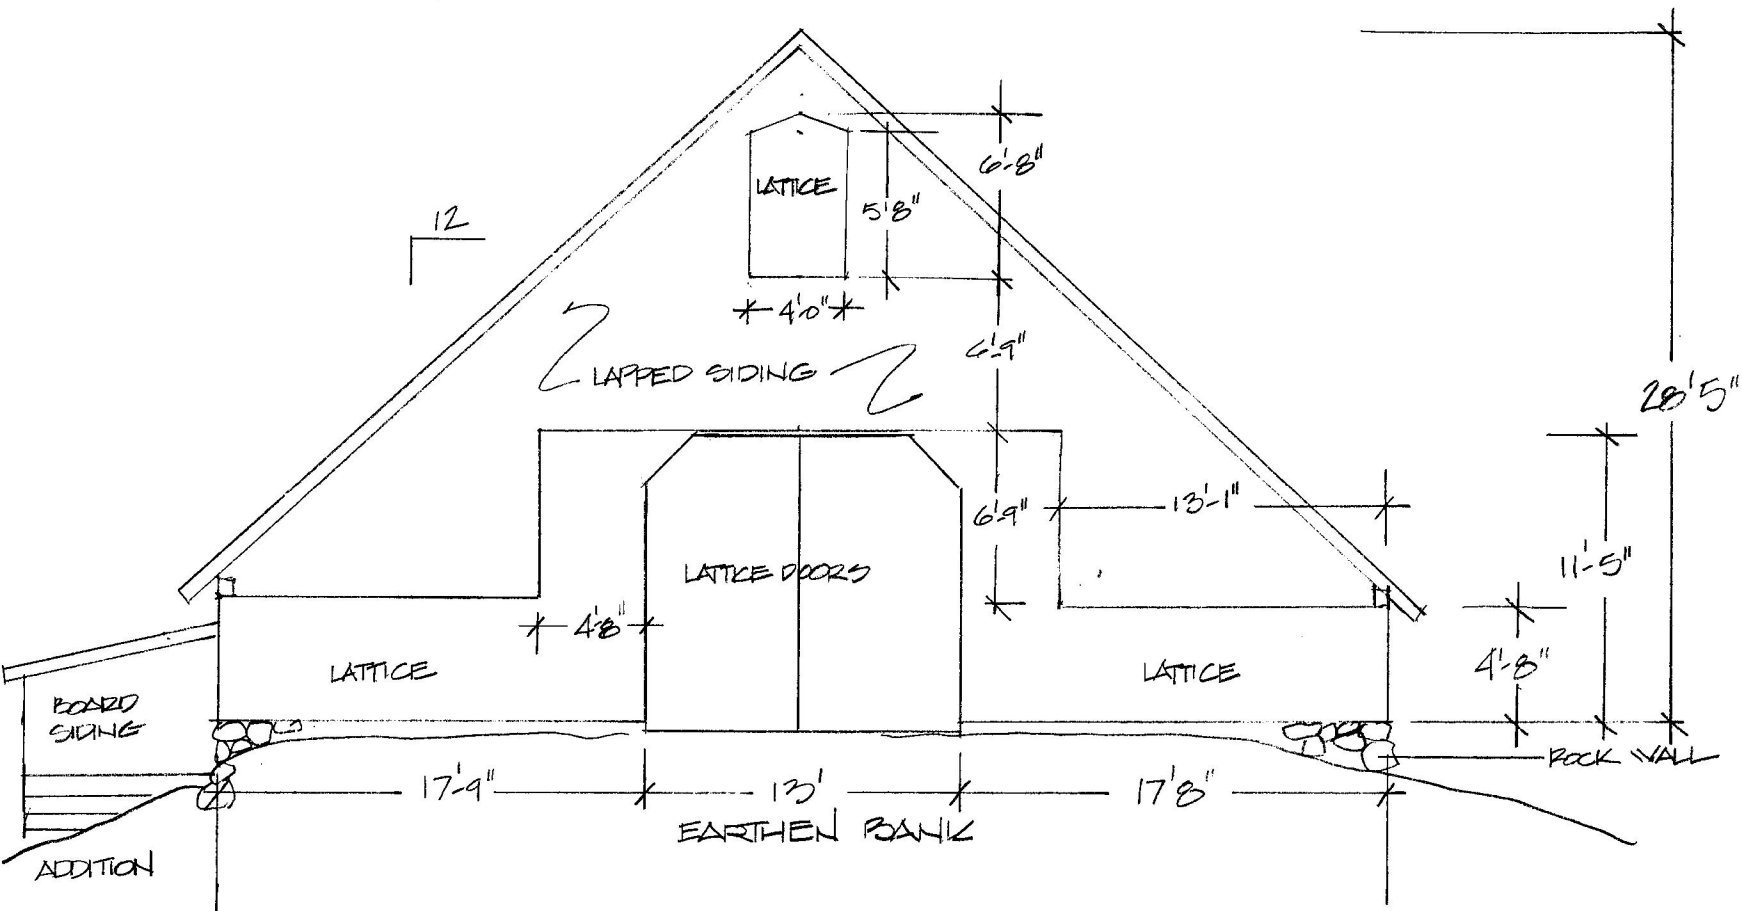 12
LATTICE
6'-8"
5'8"
4'-0"
6'-9"
LAPPED SIDING
28'5"
6'-9"
13'-1"
11'-5"
LATTICE DOORS
4'-8"
LATTICE
LATTICE
4'-8"
BOARD
SIDING
ROCK WALL
17'-9"
13'
17'8"
EARTHEN BANK
ADDITION